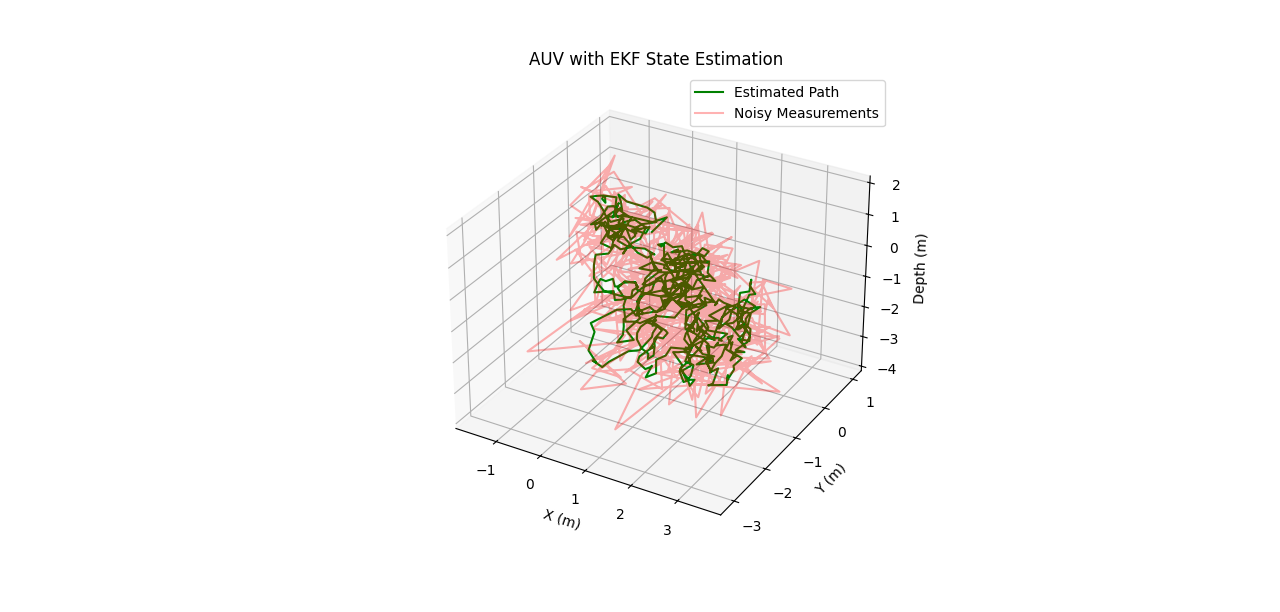 AUV with EKF State Estimation
Estimated Path
Noisy Measurements
2
1
0
−1
−2
−3
−4
Depth (m)
1
0
−1
−2
−3
Y (m)
−1
0
1
2
3
X (m)